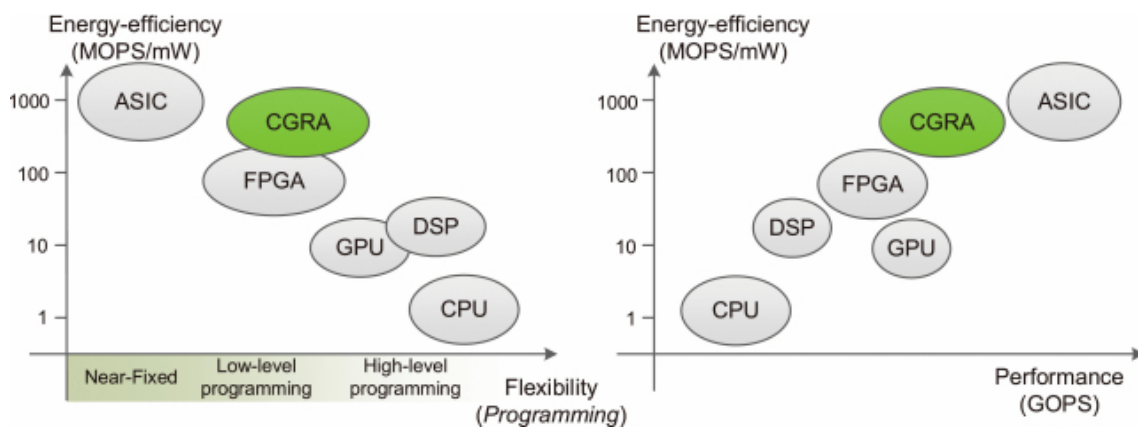 Energy-efficiency
(MOPS/mW)
1000
100
10
1
ASIC
CGRA
FPGA
GPU
DSP
CPU
Near-Fixed
Low-level
programming
High-level
programming
Flexibility
(Programming)
Energy-efficiency
(MOPS/mW)
1000
100
10
1
ASIC
CGRA
FPGA
DSP
GPU
CPU
Performance
(GOPS)